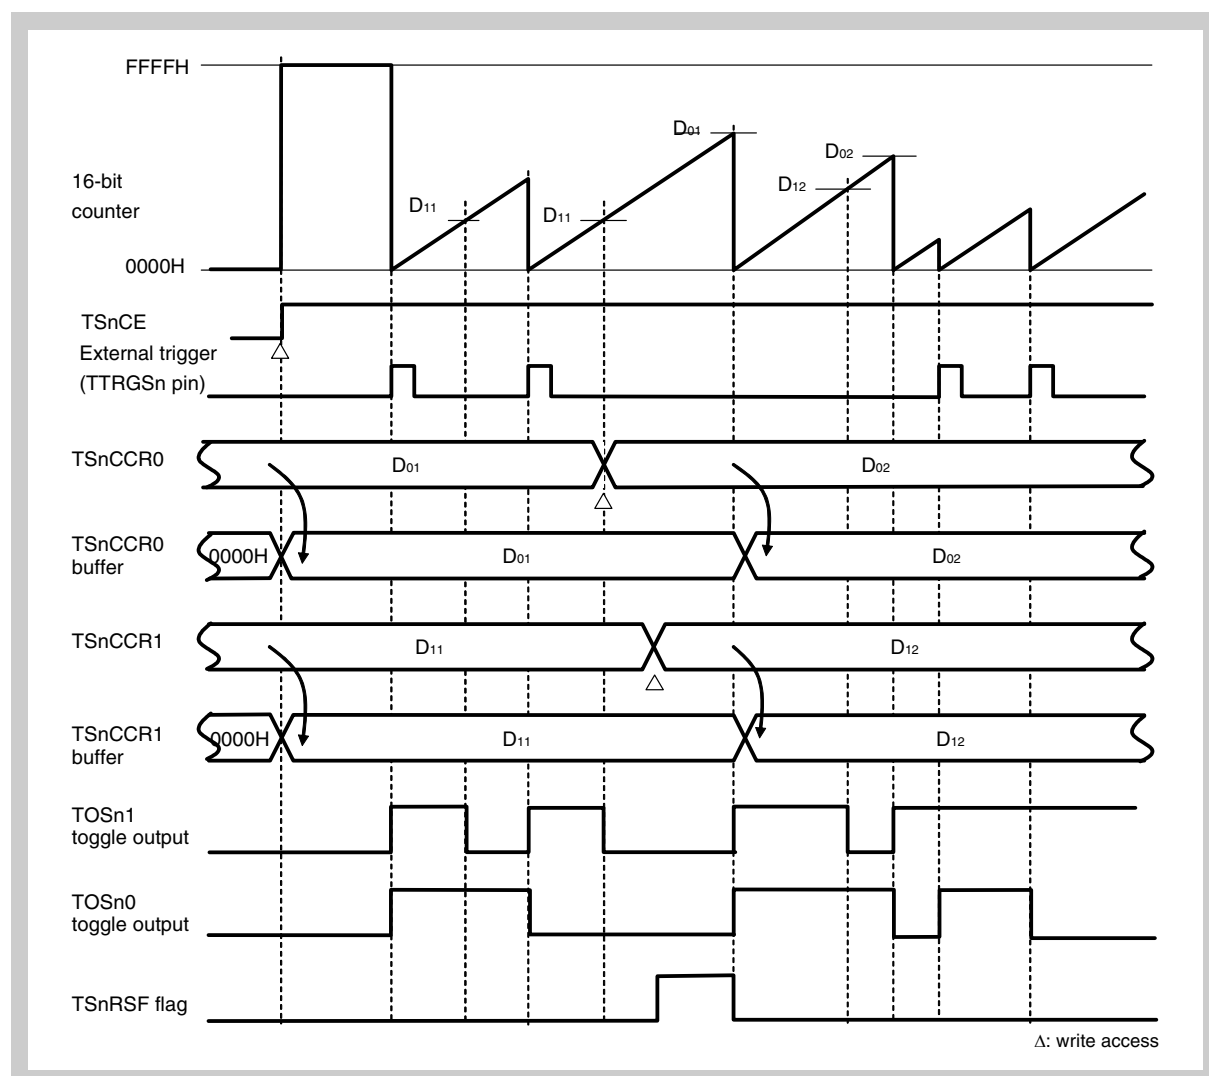 FFFFH
D01
D02
16-bit
counter
D12
D11
D11
0000H
TSnCE
External trigger
(TTRGSn pin)
TSnCCR0
D01
D02
TSnCCR0
buffer
0000H
D01
D02
TSnCCR1
D11
D12
TSnCCR1
buffer
0000H
D11
D12
TOSn1
toggle output
TOSn0
toggle output
TSnRSF flag
Δ: write access